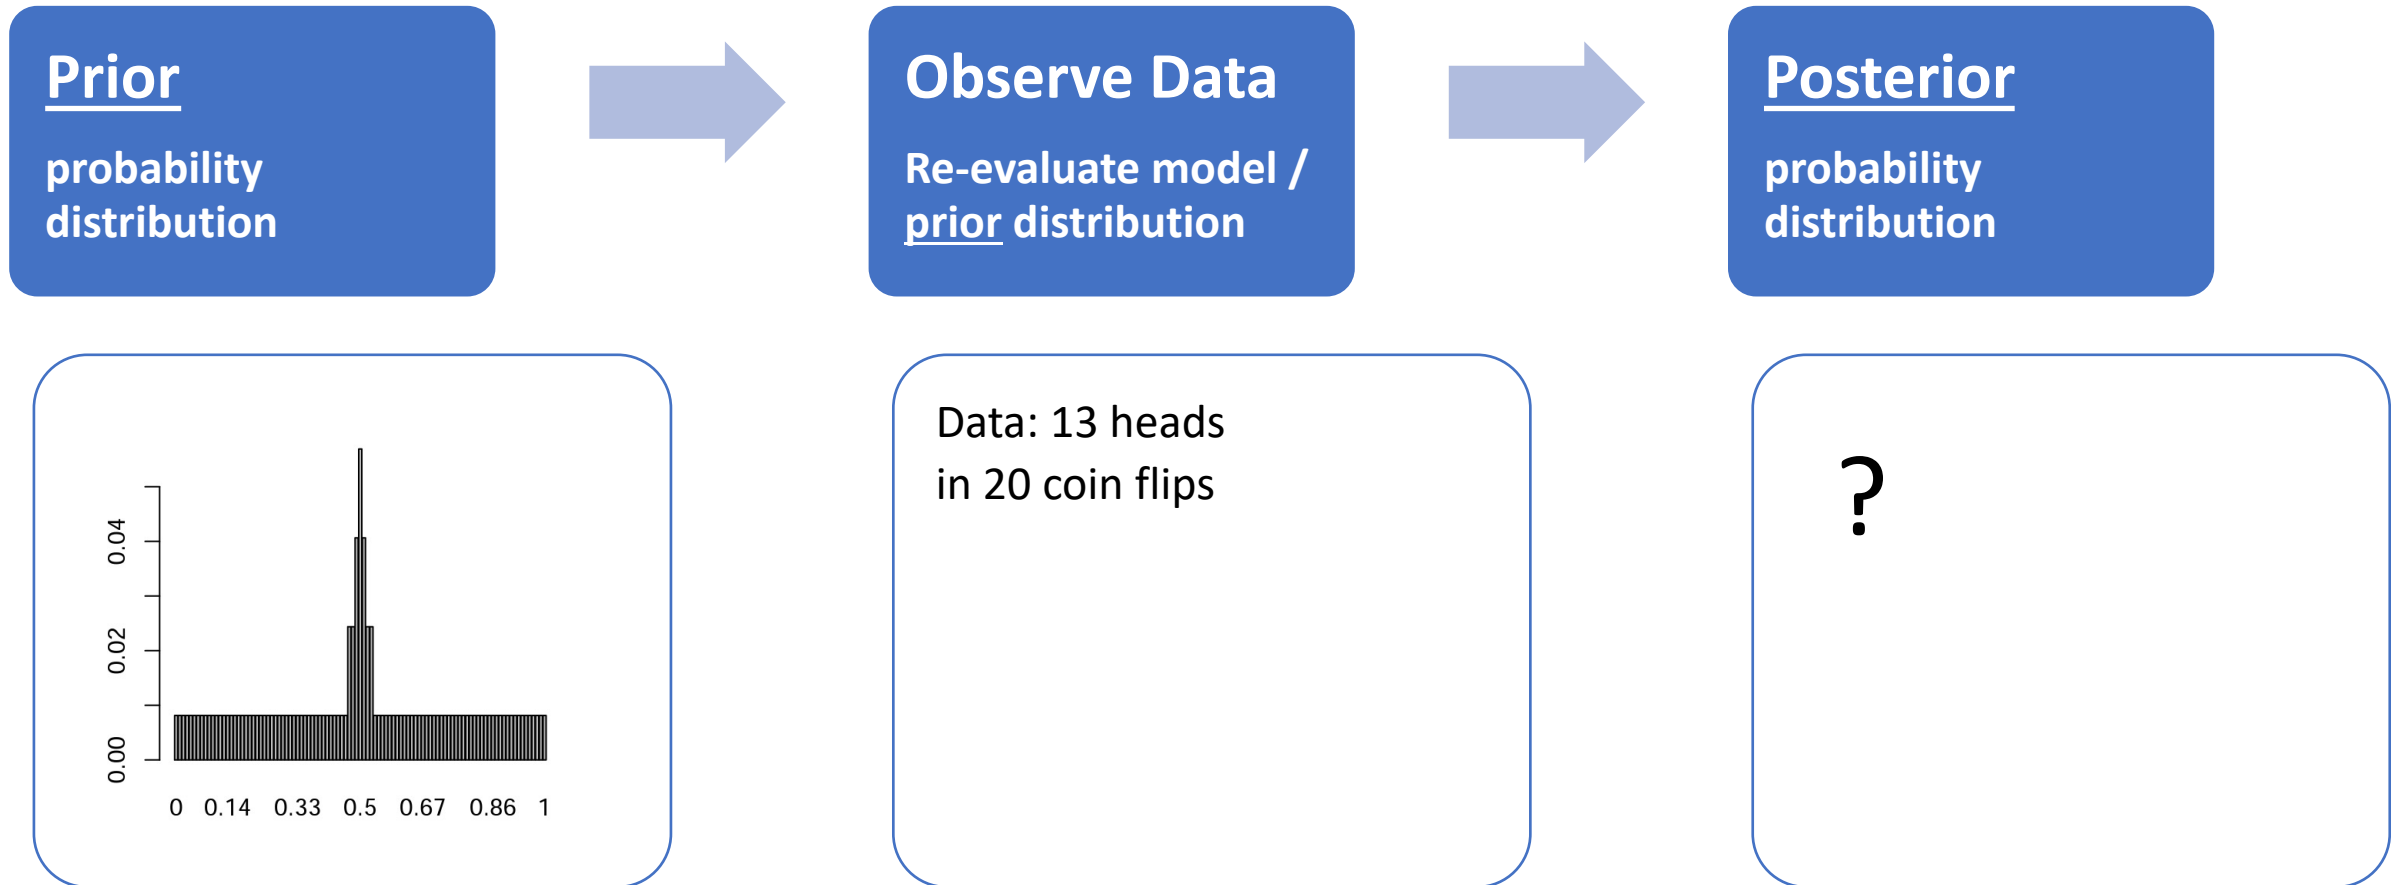 Prior
probability
distribution
Observe Data
Re-evaluate model /
prior distribution
Posterior
probability
distribution
0.04
0.02
0.00
0 0.14 0.33 0.5 0.67 0.86 1
Data: 13 heads
in 20 coin flips
?